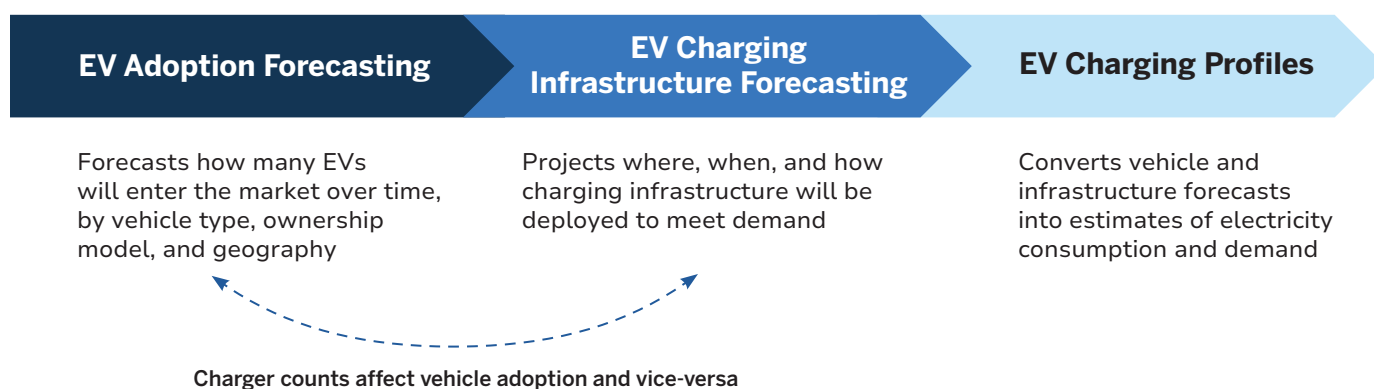 EV Adoption Forecasting
EV Charging
Infrastructure Forecasting
EV Charging Profiles
Forecasts how many EVs
will enter the market over time,
by vehicle type, ownership
model, and geography
Projects where, when, and how
charging infrastructure will be
deployed to meet demand
Converts vehicle and
infrastructure forecasts
into estimates of electricity
consumption and demand
Charger counts affect vehicle adoption and vice-versa